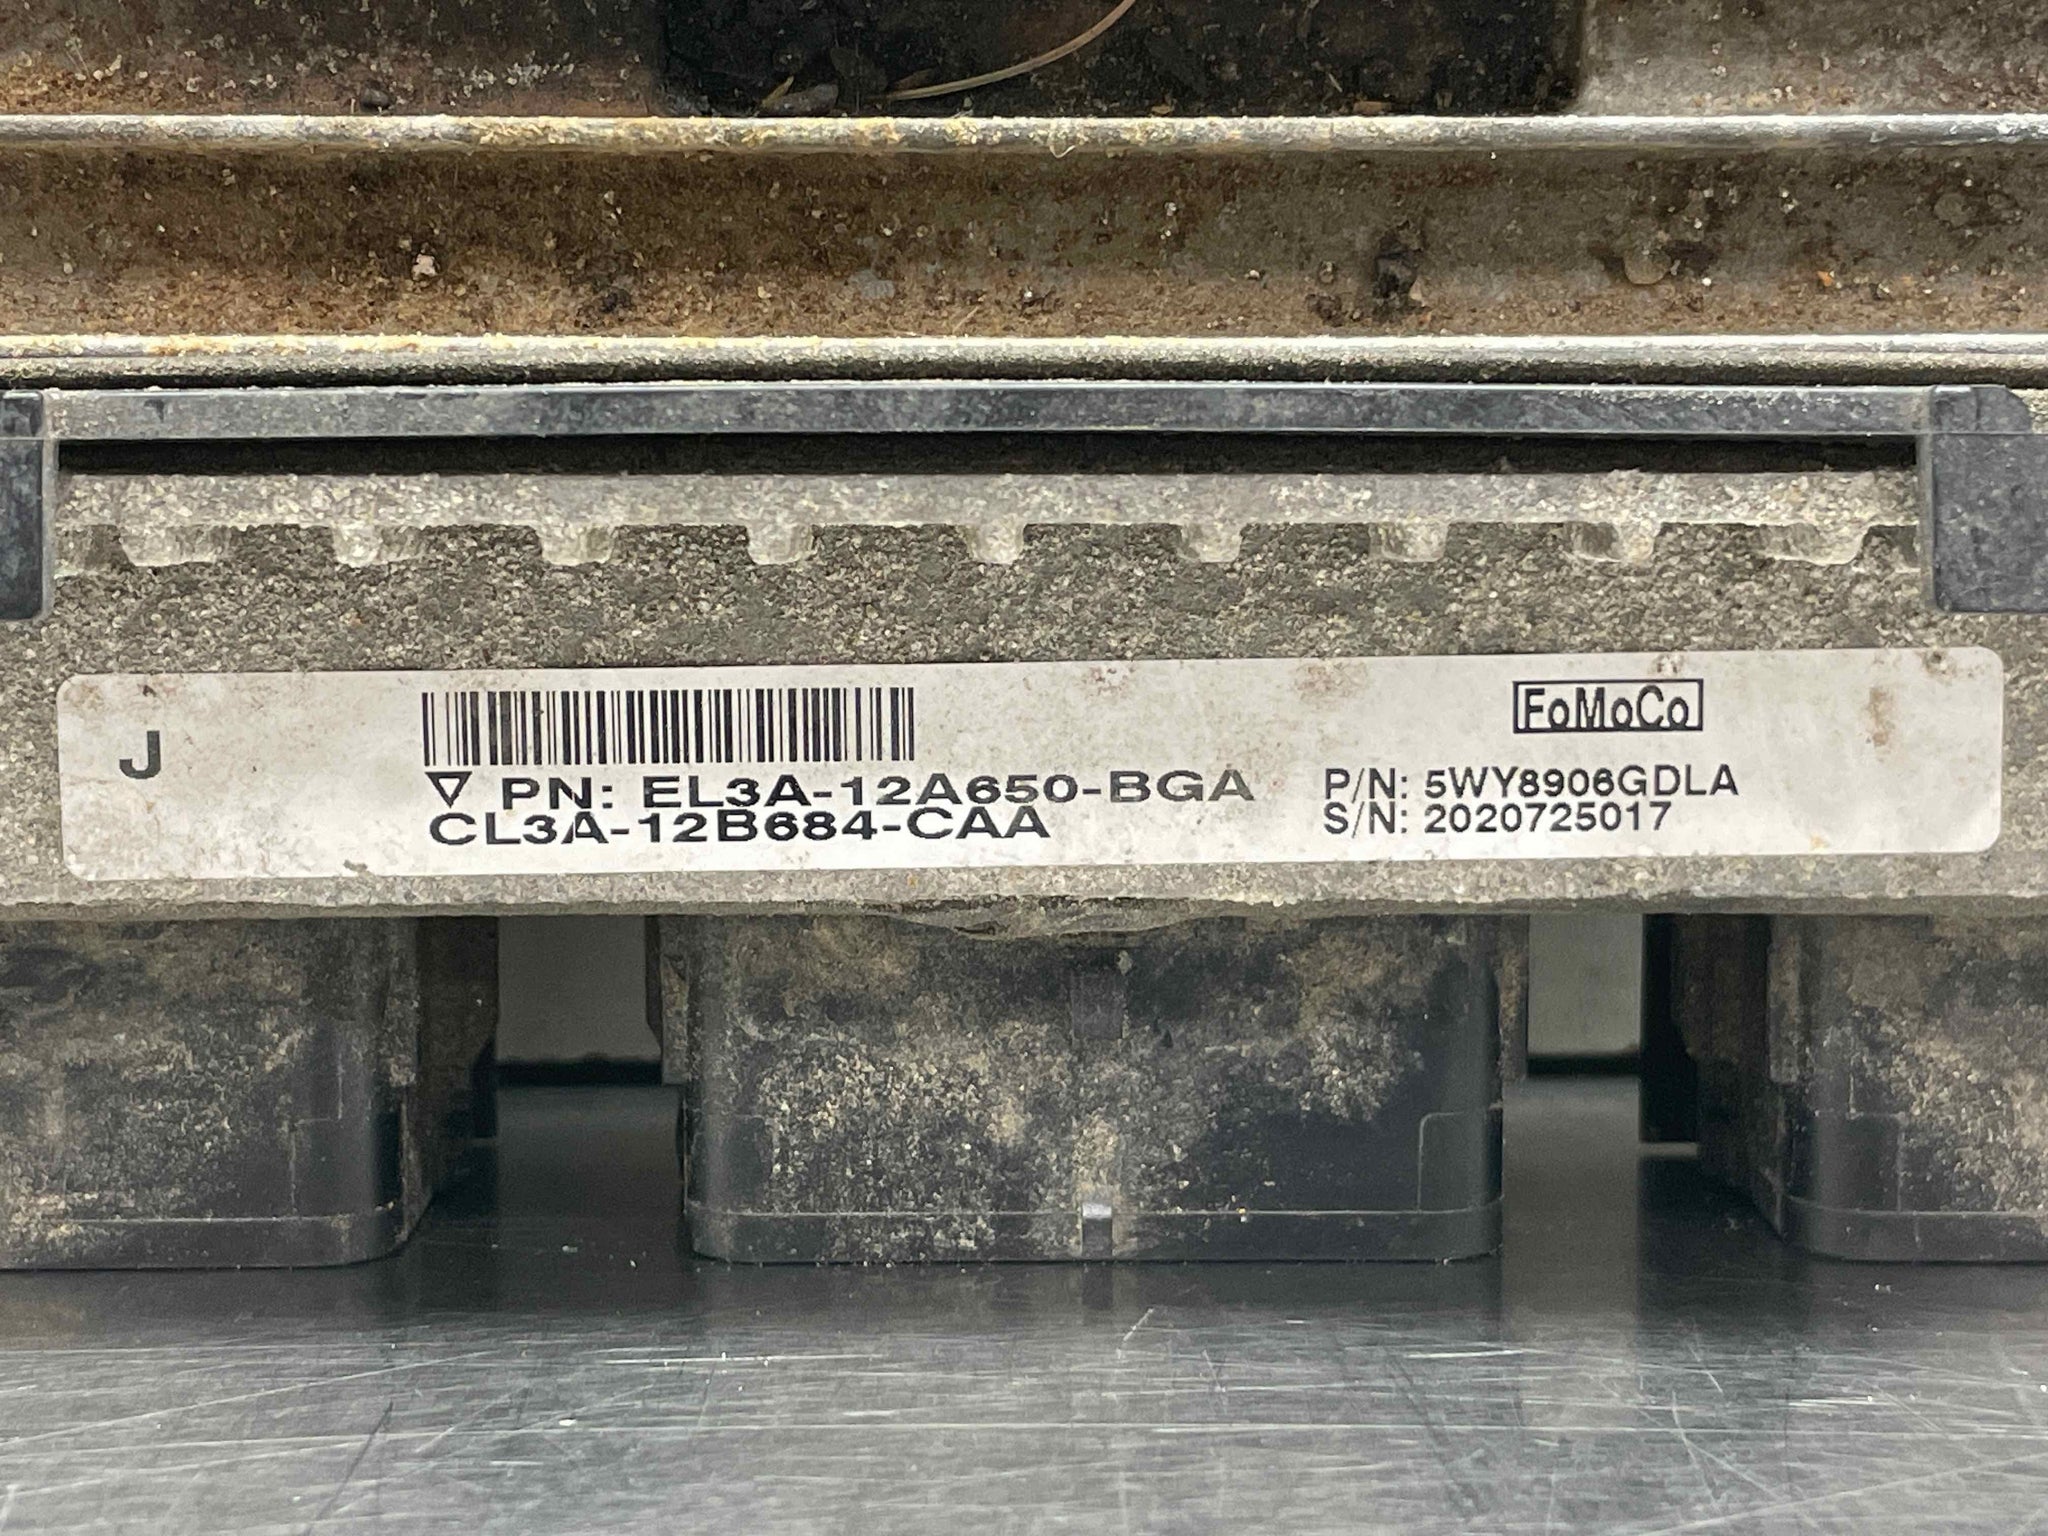 J
▽ PN: EL3A-12A650-BGA
CL3A-12B684-CAA
FoMoCo
P/N: 5WY8906GDLA
S/N: 2020725017